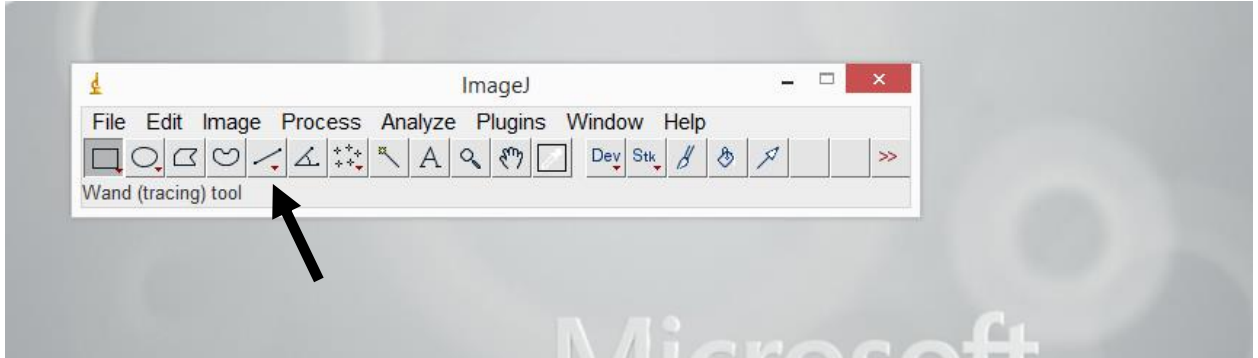 ImageJ
File Edit Image Process Analyze Plugins Window Help
A Dev Stk >>
Wand (tracing) tool
Microsoft